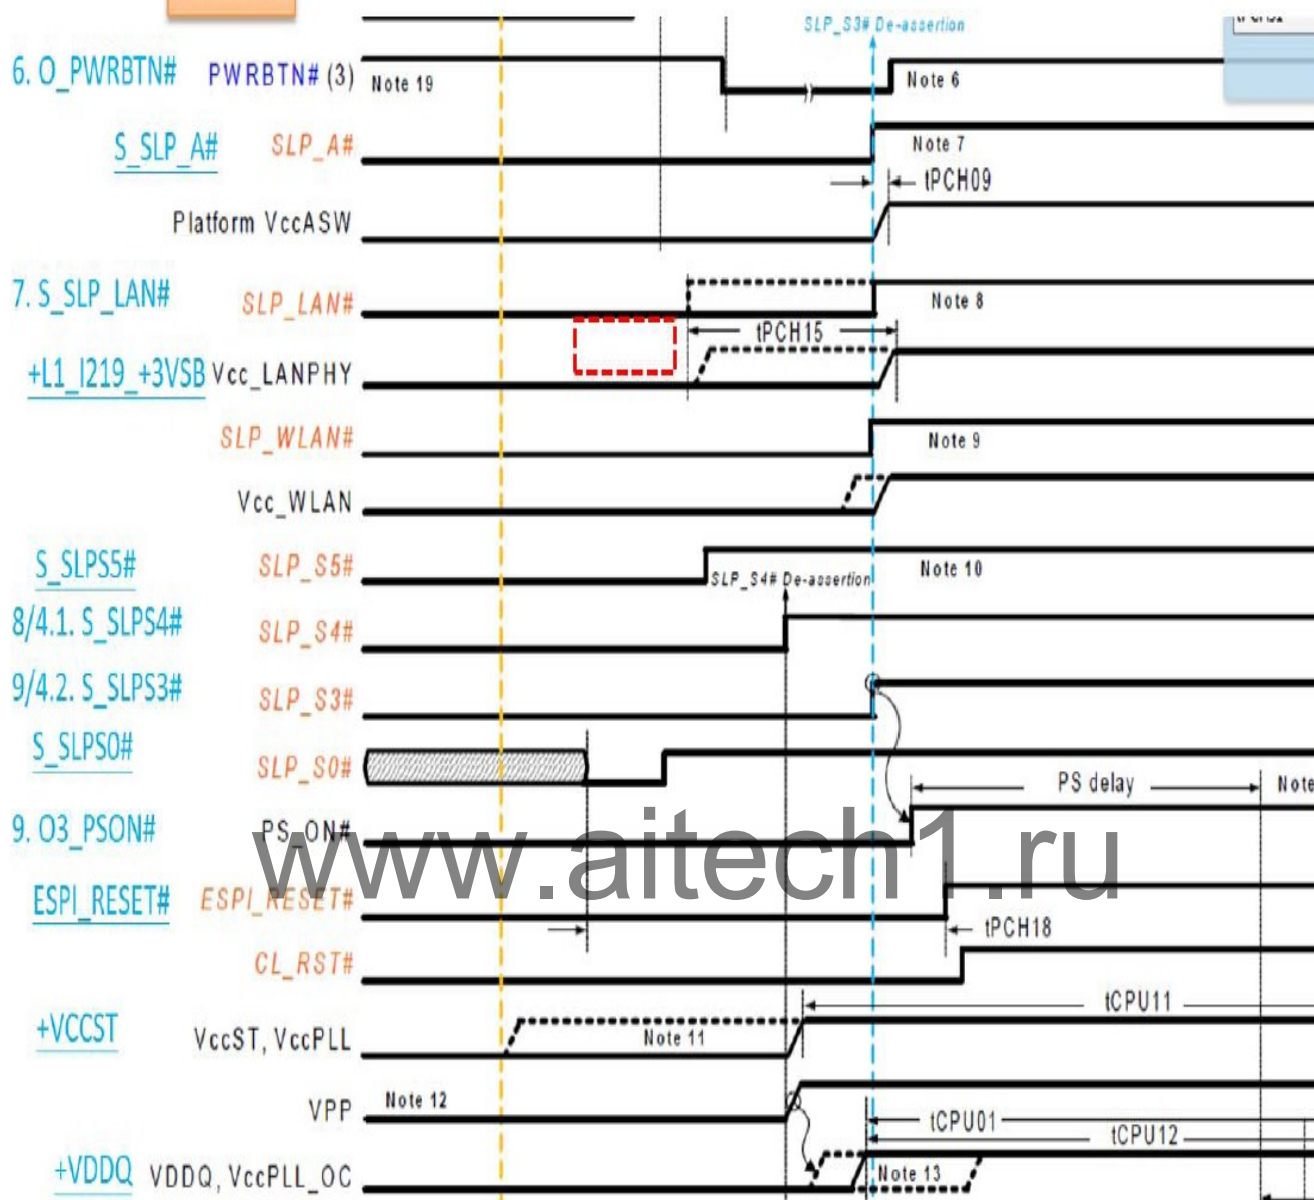 SLP_S3# De-assertion
6. O_PWRBTN# PWRBTN# (3) Note 19 Note 6
S_SLP_A# SLP_A# Note 7
tPCH09
Platform VccASW
7. S_SLP_LAN# SLP_LAN# Note 8
tPCH15
+L1_I219_+3VSB Vcc_LANPHY
SLP_WLAN# Note 9
Vcc_WLAN
S_SLPS5# SLP_S5# Note 10
SLP_S4# De-assertion
8/4.1. S_SLPS4# SLP_S4#
9/4.2. S_SLPS3# SLP_S3#
S_SLPS0# SLP_S0#
PS delay Note
9. O3_PSON# PS_ON#
www.aitech1.ru
ESPI_RESET# ESPI_RESET#
tPCH18
CL_RST#
tCPU11
+VCCST VccST, VccPLL Note 11
VPP Note 12
tCPU01
tCPU12
+VDDQ VDDQ, VccPLL_OC Note 13